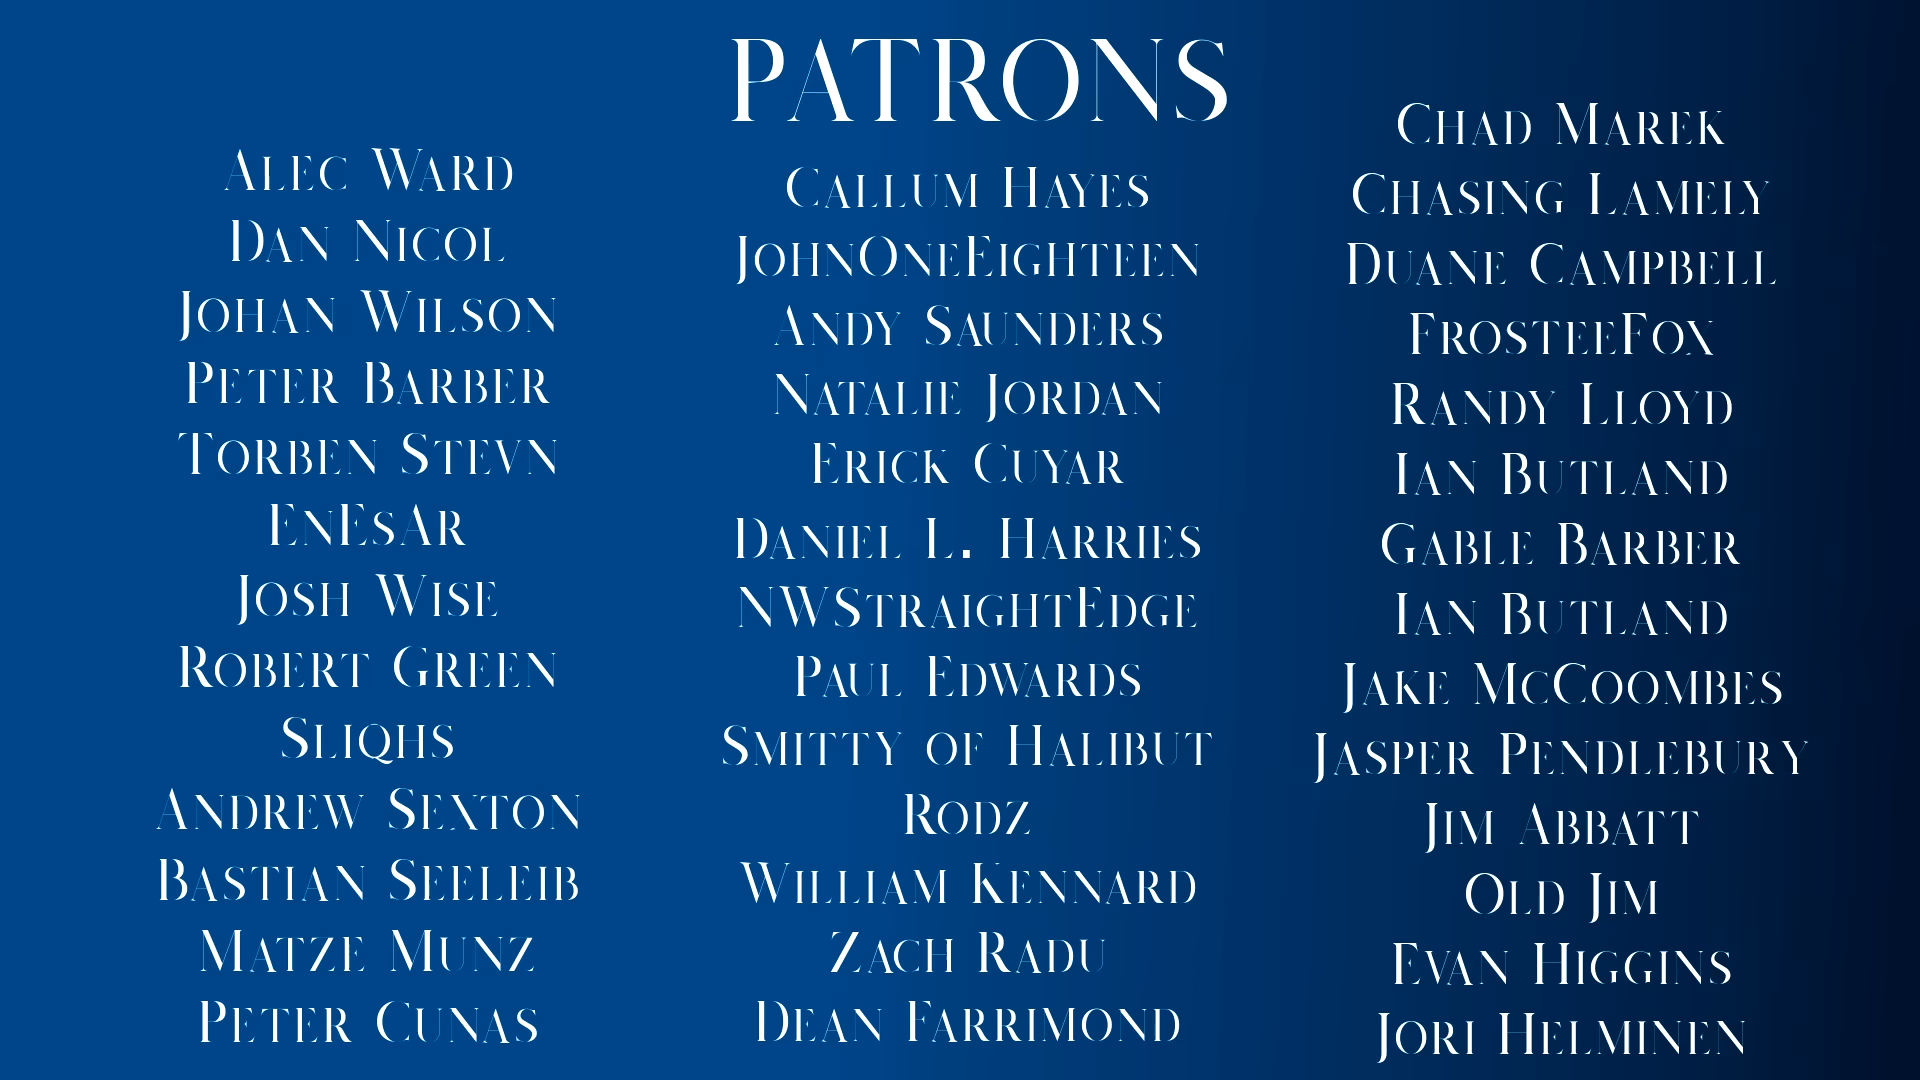 PATRONS
Alec Ward
Dan Nicol
Johan Wilson
Peter Barber
Torben Stevn
EnEsAr
Josh Wise
Robert Green
Sliqhs
Andrew Sexton
Bastian Seeleib
Matze Munz
Peter Cunas
Callum Hayes
JohnOneEighteen
Andy Saunders
Natalie Jordan
Erick Cuyar
Daniel L. Harries
NWStraightEdge
Paul Edwards
Smitty of Halibut
Rodz
William Kennard
Zach Radu
Dean Farrimond
Chad Marek
Chasing Lamely
Duane Campbell
FrosteeFox
Randy Lloyd
Ian Butland
Gable Barber
Ian Butland
Jake McCoombes
Jasper Pendlebury
Jim Abbatt
Old Jim
Evan Higgins
Jori Helminen